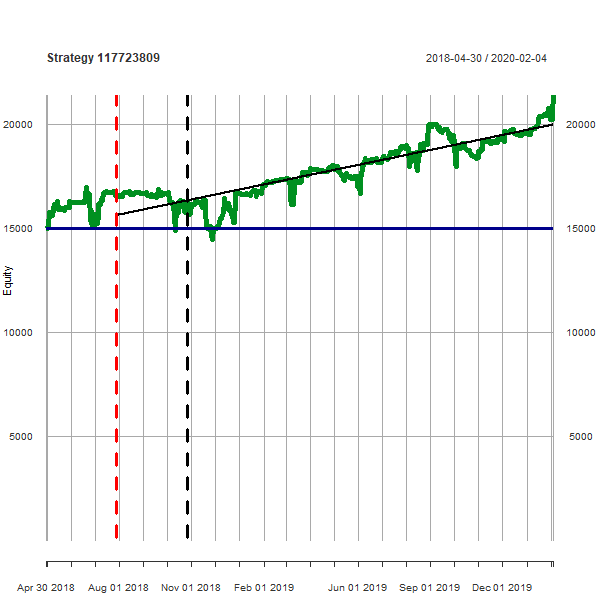 Strategy 117723809
2018-04-30 / 2020-02-04
20000
20000
15000
15000
Equity
10000
10000
5000
5000
Apr 30 2018
Aug 01 2018
Nov 01 2018
Feb 01 2019
Jun 01 2019
Sep 01 2019
Dec 01 2019